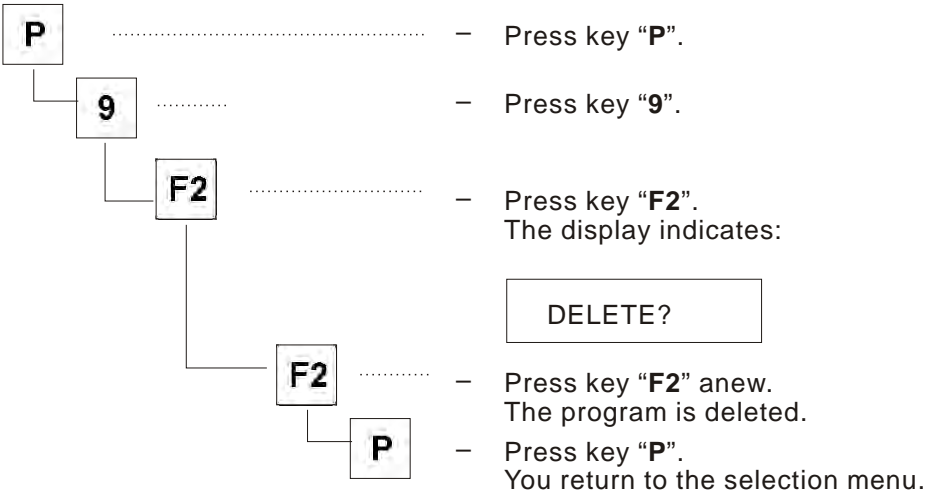 P – Press key “P”.
9 – Press key “9”.
F2 – Press key “F2”.
The display indicates:
DELETE?
F2 – Press key “F2” anew.
The program is deleted.
P – Press key “P”.
You return to the selection menu.